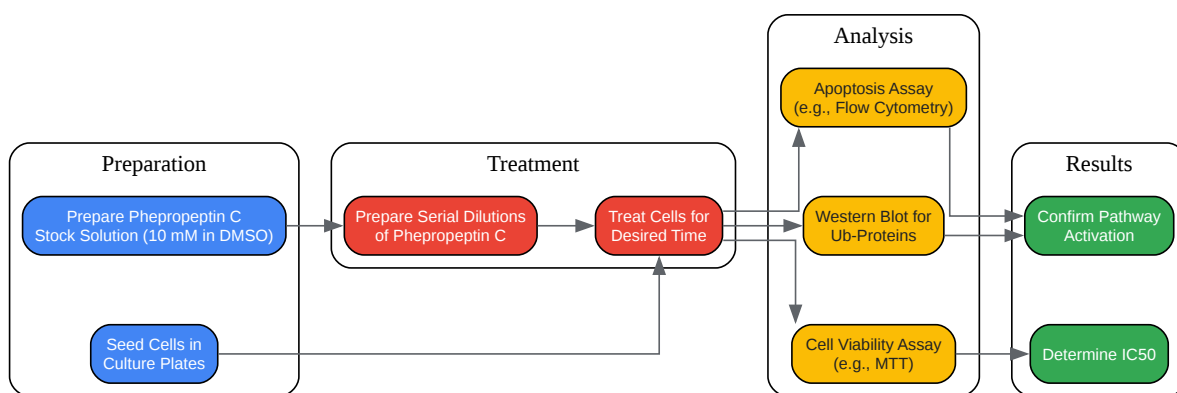 Preparation
Prepare Phepropeptin C
Stock Solution (10 mM in DMSO)
Seed Cells in
Culture Plates
Treatment
Prepare Serial Dilutions
of Phepropeptin C
Treat Cells for
Desired Time
Analysis
Apoptosis Assay
(e.g., Flow Cytometry)
Western Blot for
Ub-Proteins
Cell Viability Assay
(e.g., MTT)
Results
Confirm Pathway
Activation
Determine IC50